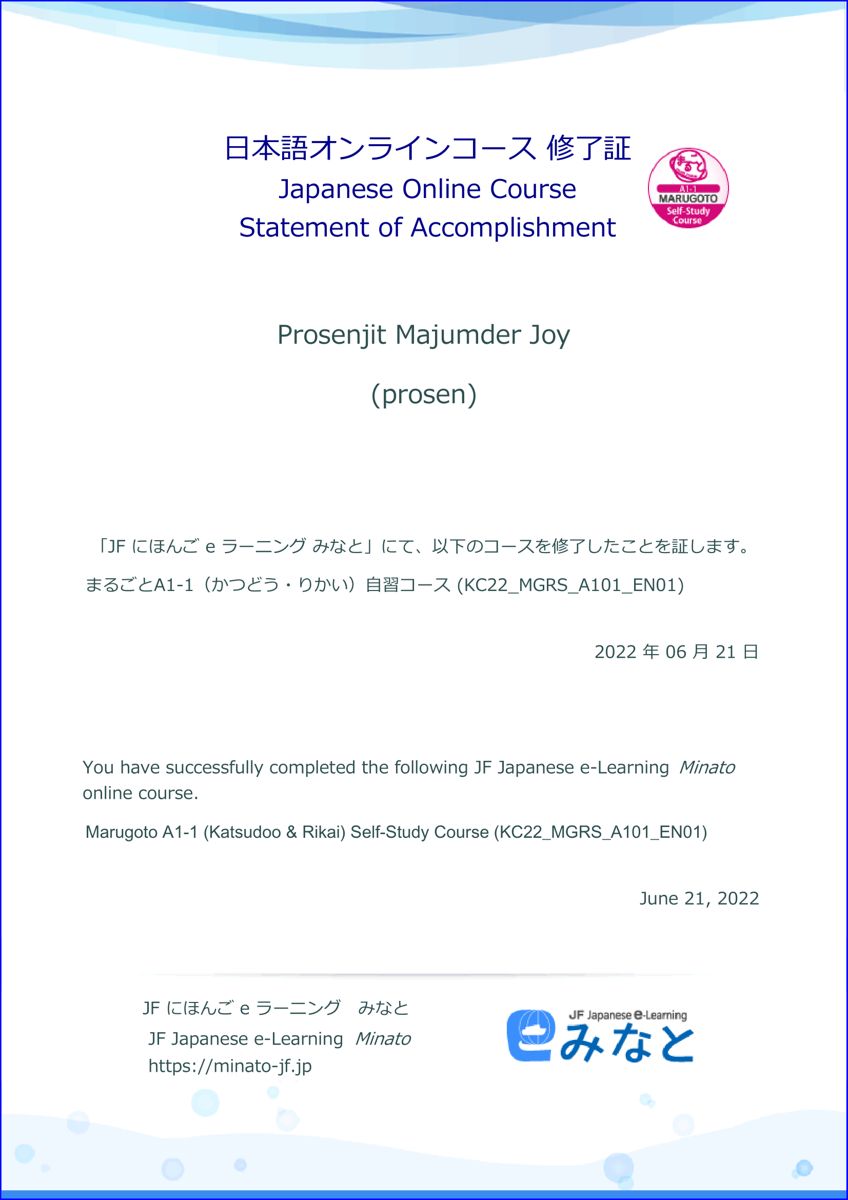 日本語オンラインコース 修了証
Japanese Online Course
Statement of Accomplishment
まるごと
A1-1
MARUGOTO
Self-Study
Course
Prosenjit Majumder Joy
(prosen)
「JF にほんご e ラーニング みなと」にて、以下のコースを修了したことを証します。
まるごとA1-1（かつどう・りかい）自習コース (KC22_MGRS_A101_EN01)
2022 年 06 月 21 日
You have successfully completed the following JF Japanese e-Learning Minato
online course.
Marugoto A1-1 (Katsudoo & Rikai) Self-Study Course (KC22_MGRS_A101_EN01)
June 21, 2022
JF にほんご e ラーニング　みなと
JF Japanese e-Learning Minato
https://minato-jf.jp
JF Japanese e-Learning
みなと